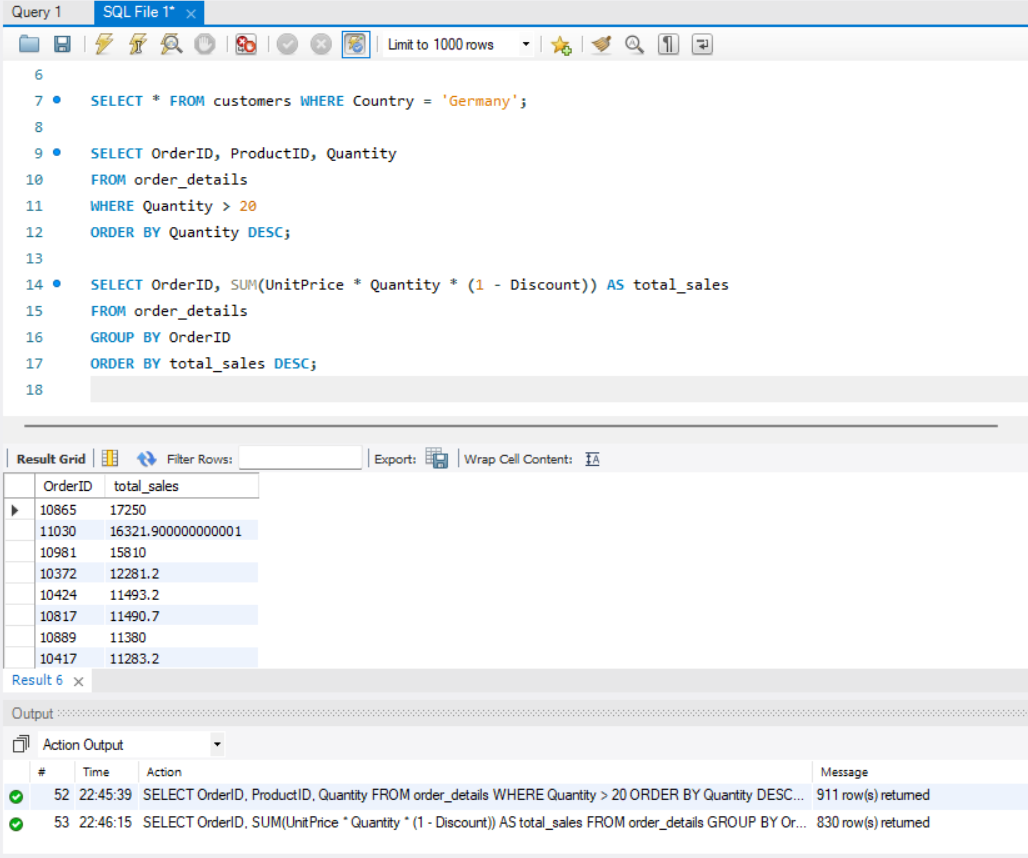 Query 1 SQL File 1* ×
Limit to 1000 rows
6
7 SELECT * FROM customers WHERE Country = 'Germany';
8
9 SELECT OrderID, ProductID, Quantity
10 FROM order_details
11 WHERE Quantity > 20
12 ORDER BY Quantity DESC;
13
14 SELECT OrderID, SUM(UnitPrice * Quantity * (1 - Discount)) AS total_sales
15 FROM order_details
16 GROUP BY OrderID
17 ORDER BY total_sales DESC;
18
Result Grid Filter Rows: Export: Wrap Cell Content: IA
OrderID total_sales
10865 17250
11030 16321.900000000001
10981 15810
10372 12281.2
10424 11493.2
10817 11490.7
10889 11380
10417 11283.2
Result 6 ×
Output
Action Output
# Time Action Message
52 22:45:39 SELECT OrderID, ProductID, Quantity FROM order_details WHERE Quantity > 20 ORDER BY Quantity DESC... 911 row(s) returned
53 22:46:15 SELECT OrderID, SUM(UnitPrice * Quantity * (1 - Discount)) AS total_sales FROM order_details GROUP BY Or... 830 row(s) returned